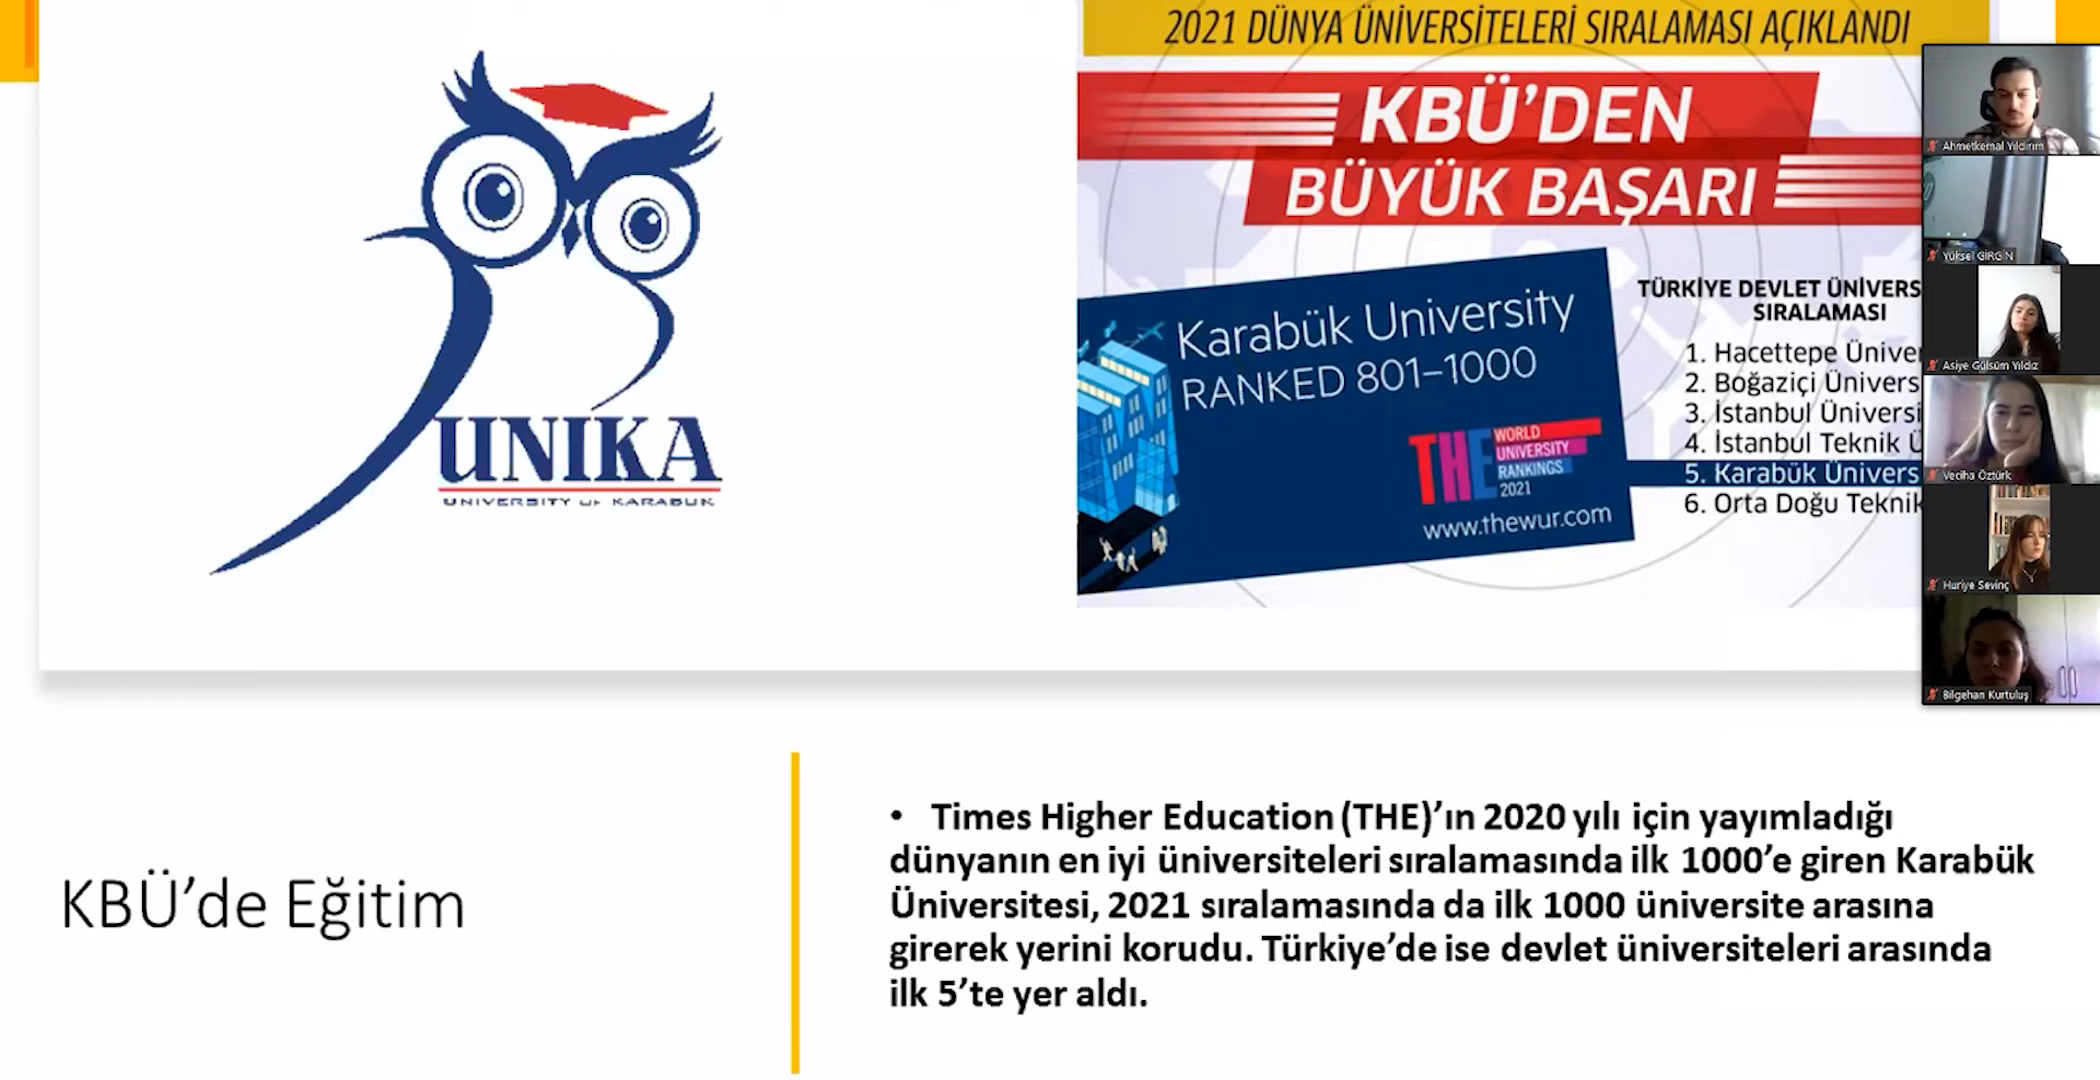 2021 DÜNYA ÜNİVERSİTELERİ SIRALAMASI AÇIKLANDI
KBÜ'DEN
BÜYÜK BAŞARI
Karabük University
RANKED 801–1000
THE WORLD
UNIVERSITY
RANKINGS
2021
www.thewur.com
TÜRKİYE DEVLET ÜNİVERS
SIRALAMASI
1. Hacettepe Üniver
2. Boğaziçi Ünivers
3. İstanbul Üniversi
4. İstanbul Teknik Ü
5. Karabük Ünivers
6. Orta Doğu Teknik
UNIKA
UNIVERSITY OF KARABUK
Ahmetkemal Yıldırım
Yüksel GİRGİN
Asiye Gülsüm Yıldız
Veciha Öztürk
Huriye Sevinç
Bilgehan Kurtuluş
KBÜ'de Eğitim
• Times Higher Education (THE)'ın 2020 yılı için yayımladığı
dünyanın en iyi üniversiteleri sıralamasında ilk 1000'e giren Karabük
Üniversitesi, 2021 sıralamasında da ilk 1000 üniversite arasına
girerek yerini korudu. Türkiye'de ise devlet üniversiteleri arasında
ilk 5'te yer aldı.